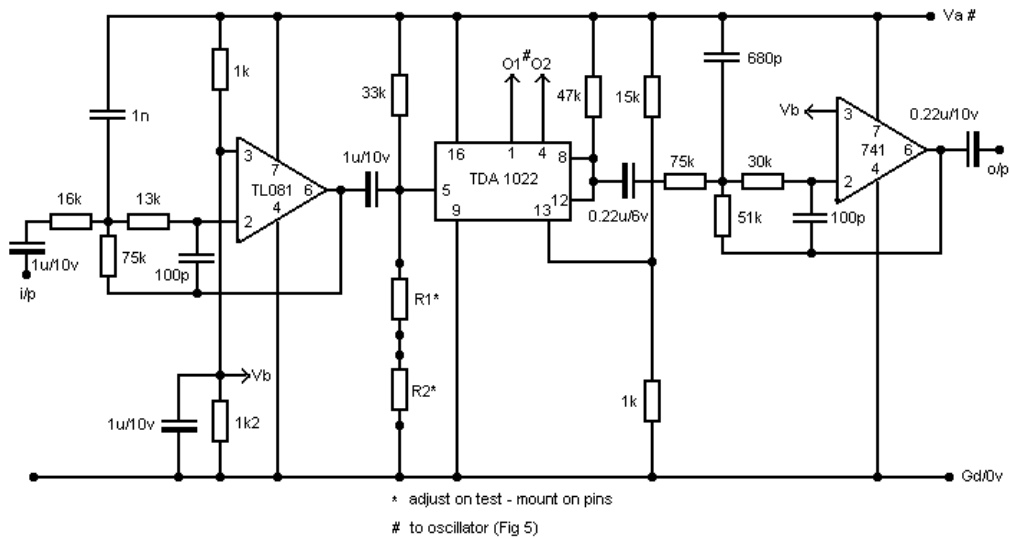 Va #
1k
33k
O1 # O2
47k
15k
680p
1n
Vb
0.22u/10v
3
7
TL081
6
4
2
1u/10v
16
1
4
8
5
TDA 1022
12
9
13
75k
30k
3
7
741
6
4
2
o/p
16k
13k
0.22u/6v
51k
100p
1u/10v
75k
100p
i/p
R1*
Vb
R2*
1k
1u/10v
1k2
Gd/0v
* adjust on test - mount on pins
# to oscillator (Fig 5)